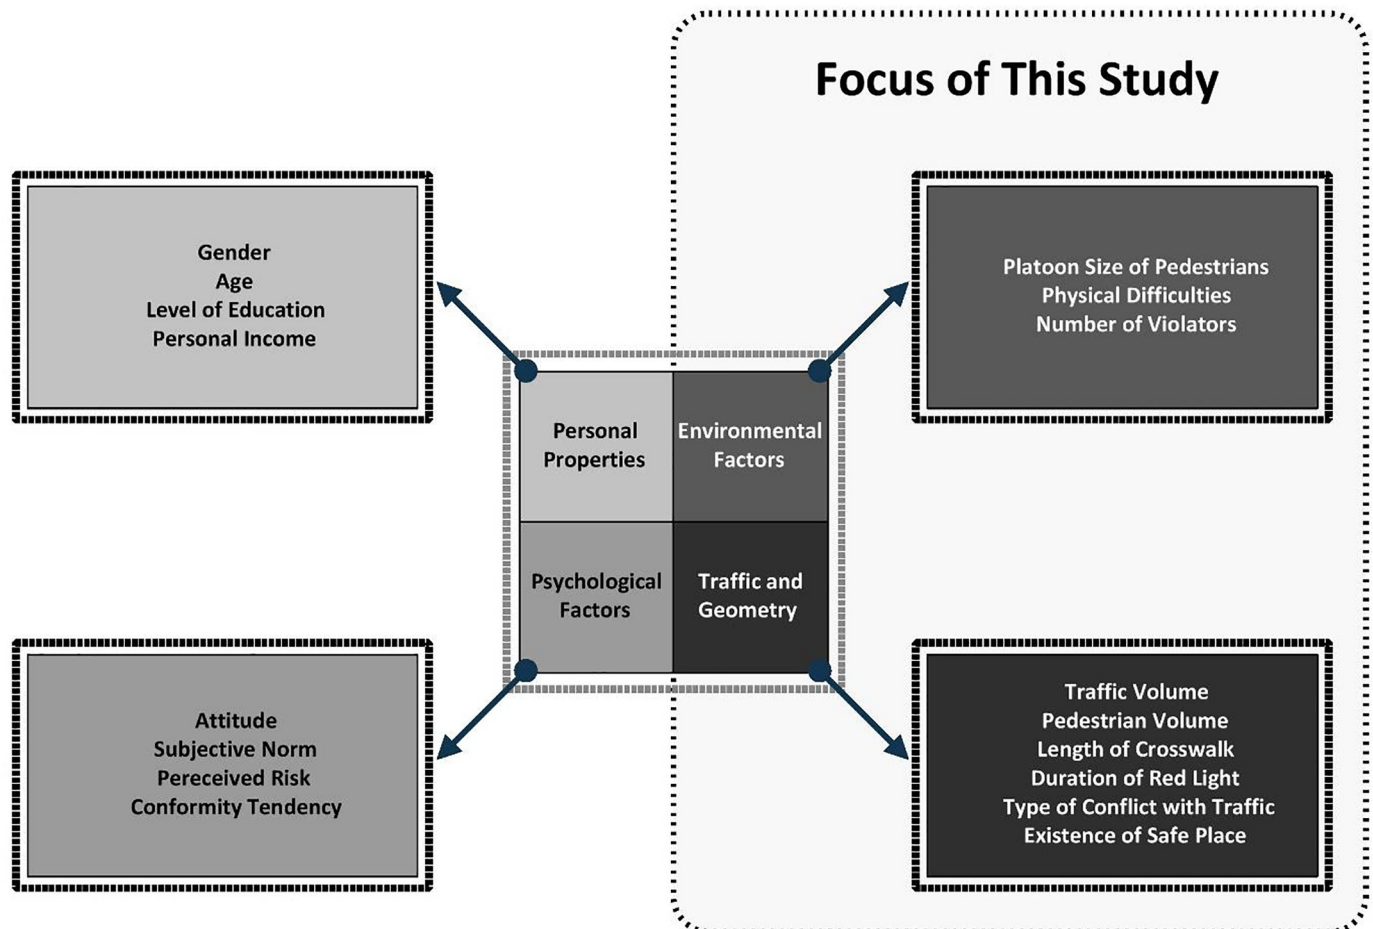 Focus of This Study
Gender
Age
Level of Education
Personal Income
Platoon Size of Pedestrians
Physical Difficulties
Number of Violators
Personal
Properties
Environmental
Factors
Psychological
Factors
Traffic and
Geometry
Attitude
Subjective Norm
Pereceived Risk
Conformity Tendency
Traffic Volume
Pedestrian Volume
Length of Crosswalk
Duration of Red Light
Type of Conflict with Traffic
Existence of Safe Place